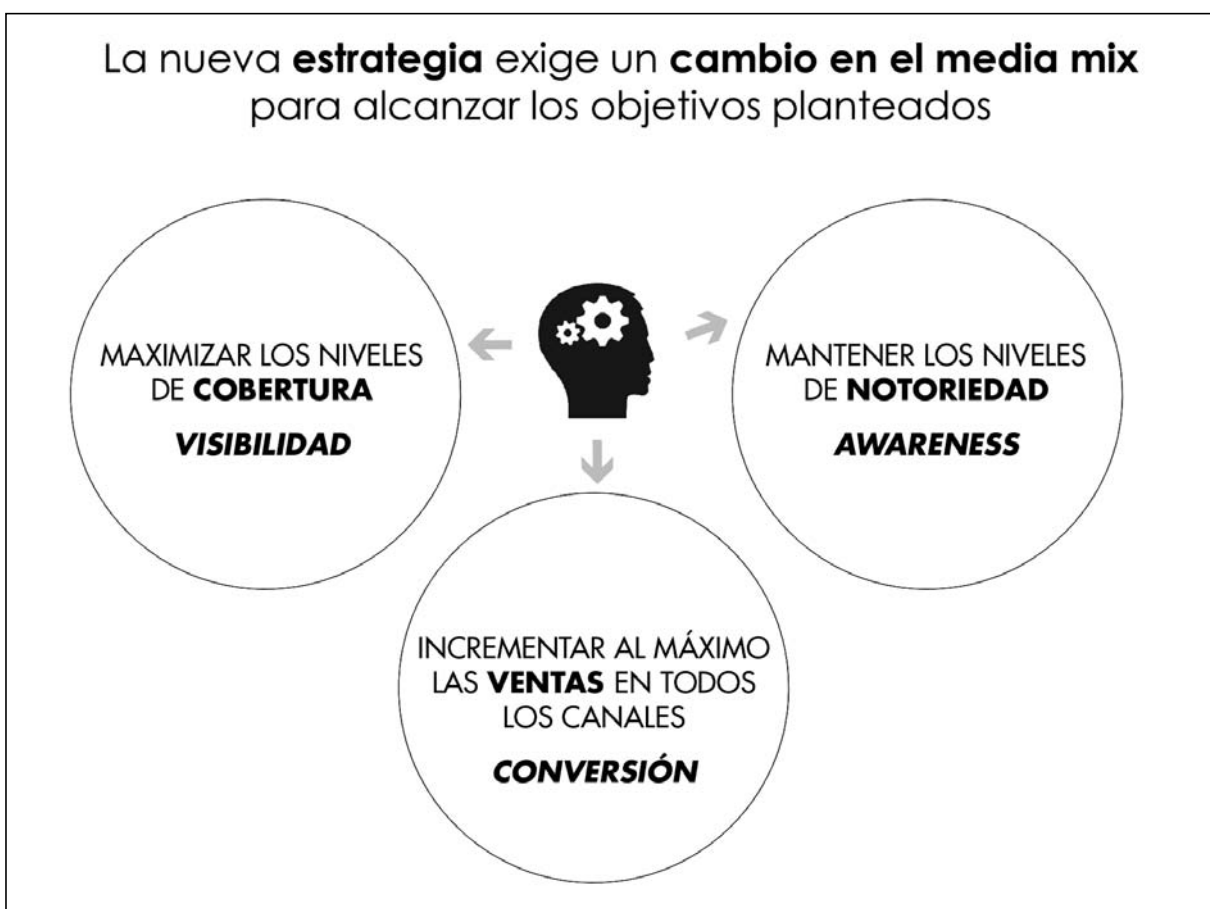 La nueva estrategia exige un cambio en el media mix
para alcanzar los objetivos planteados
MAXIMIZAR LOS NIVELES
DE COBERTURA
VISIBILIDAD
MANTENER LOS NIVELES
DE NOTORIEDAD
AWARENESS
INCREMENTAR AL MÁXIMO
LAS VENTAS EN TODOS
LOS CANALES
CONVERSIÓN